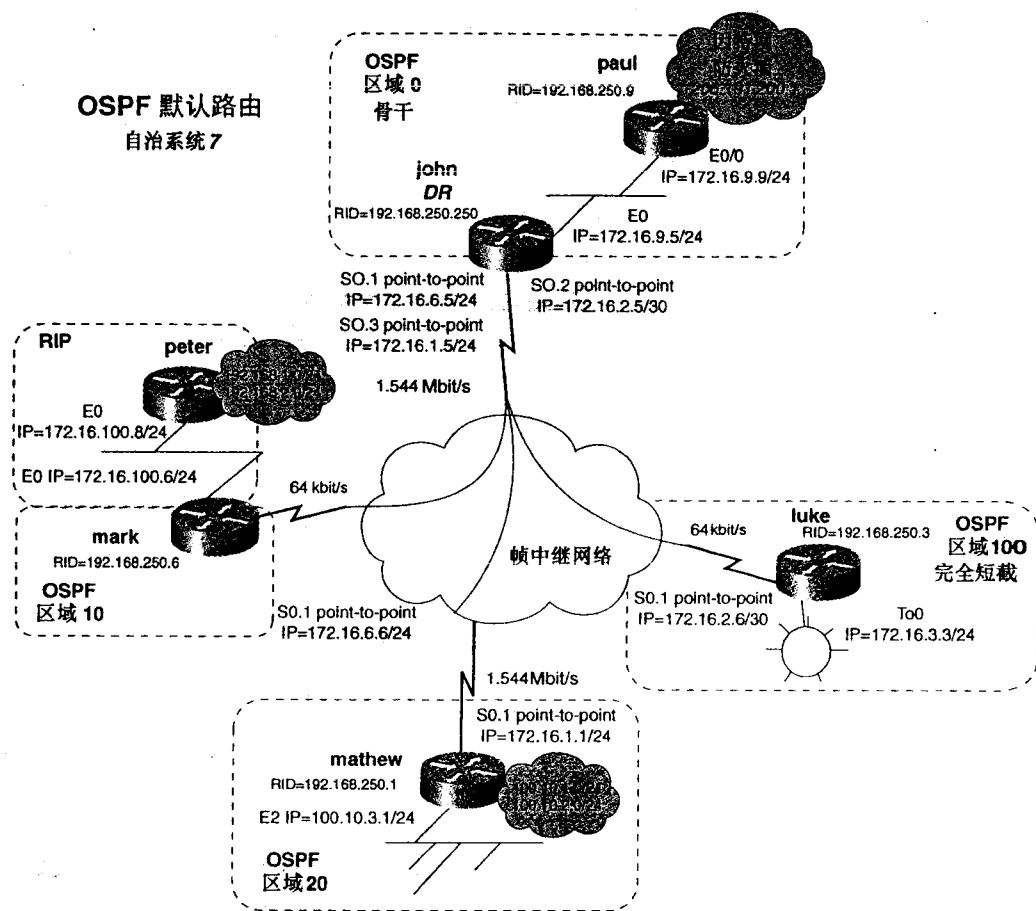 OSPF 默认路由
自治系统7
OSPF
区域 0
骨干
paul
RID=192.168.250.9
E0/0
IP=172.16.9.9/24
john
DR
RID=192.168.250.250
E0
IP=172.16.9.5/24
SO.1 point-to-point
IP=172.16.6.5/24
SO.2 point-to-point
IP=172.16.2.5/30
SO.3 point-to-point
IP=172.16.1.5/24
1.544 Mbit/s
RIP
peter
E0
IP=172.16.100.8/24
E0 IP=172.16.100.6/24
64 kbit/s
mark
RID=192.168.250.6
OSPF
区域 10
S0.1 point-to-point
IP=172.16.6.6/24
帧中继网络
64kbit/s
luke
RID=192.168.250.3
OSPF
区域100
完全短截
S0.1 point-to-point
IP=172.16.2.6/30
To0
IP=172.16.3.3/24
1.544Mbit/s
S0.1 point-to-point
IP=172.16.1.1/24
mathew
RID=192.168.250.1
E2 IP=100.10.3.1/24
OSPF
区域20